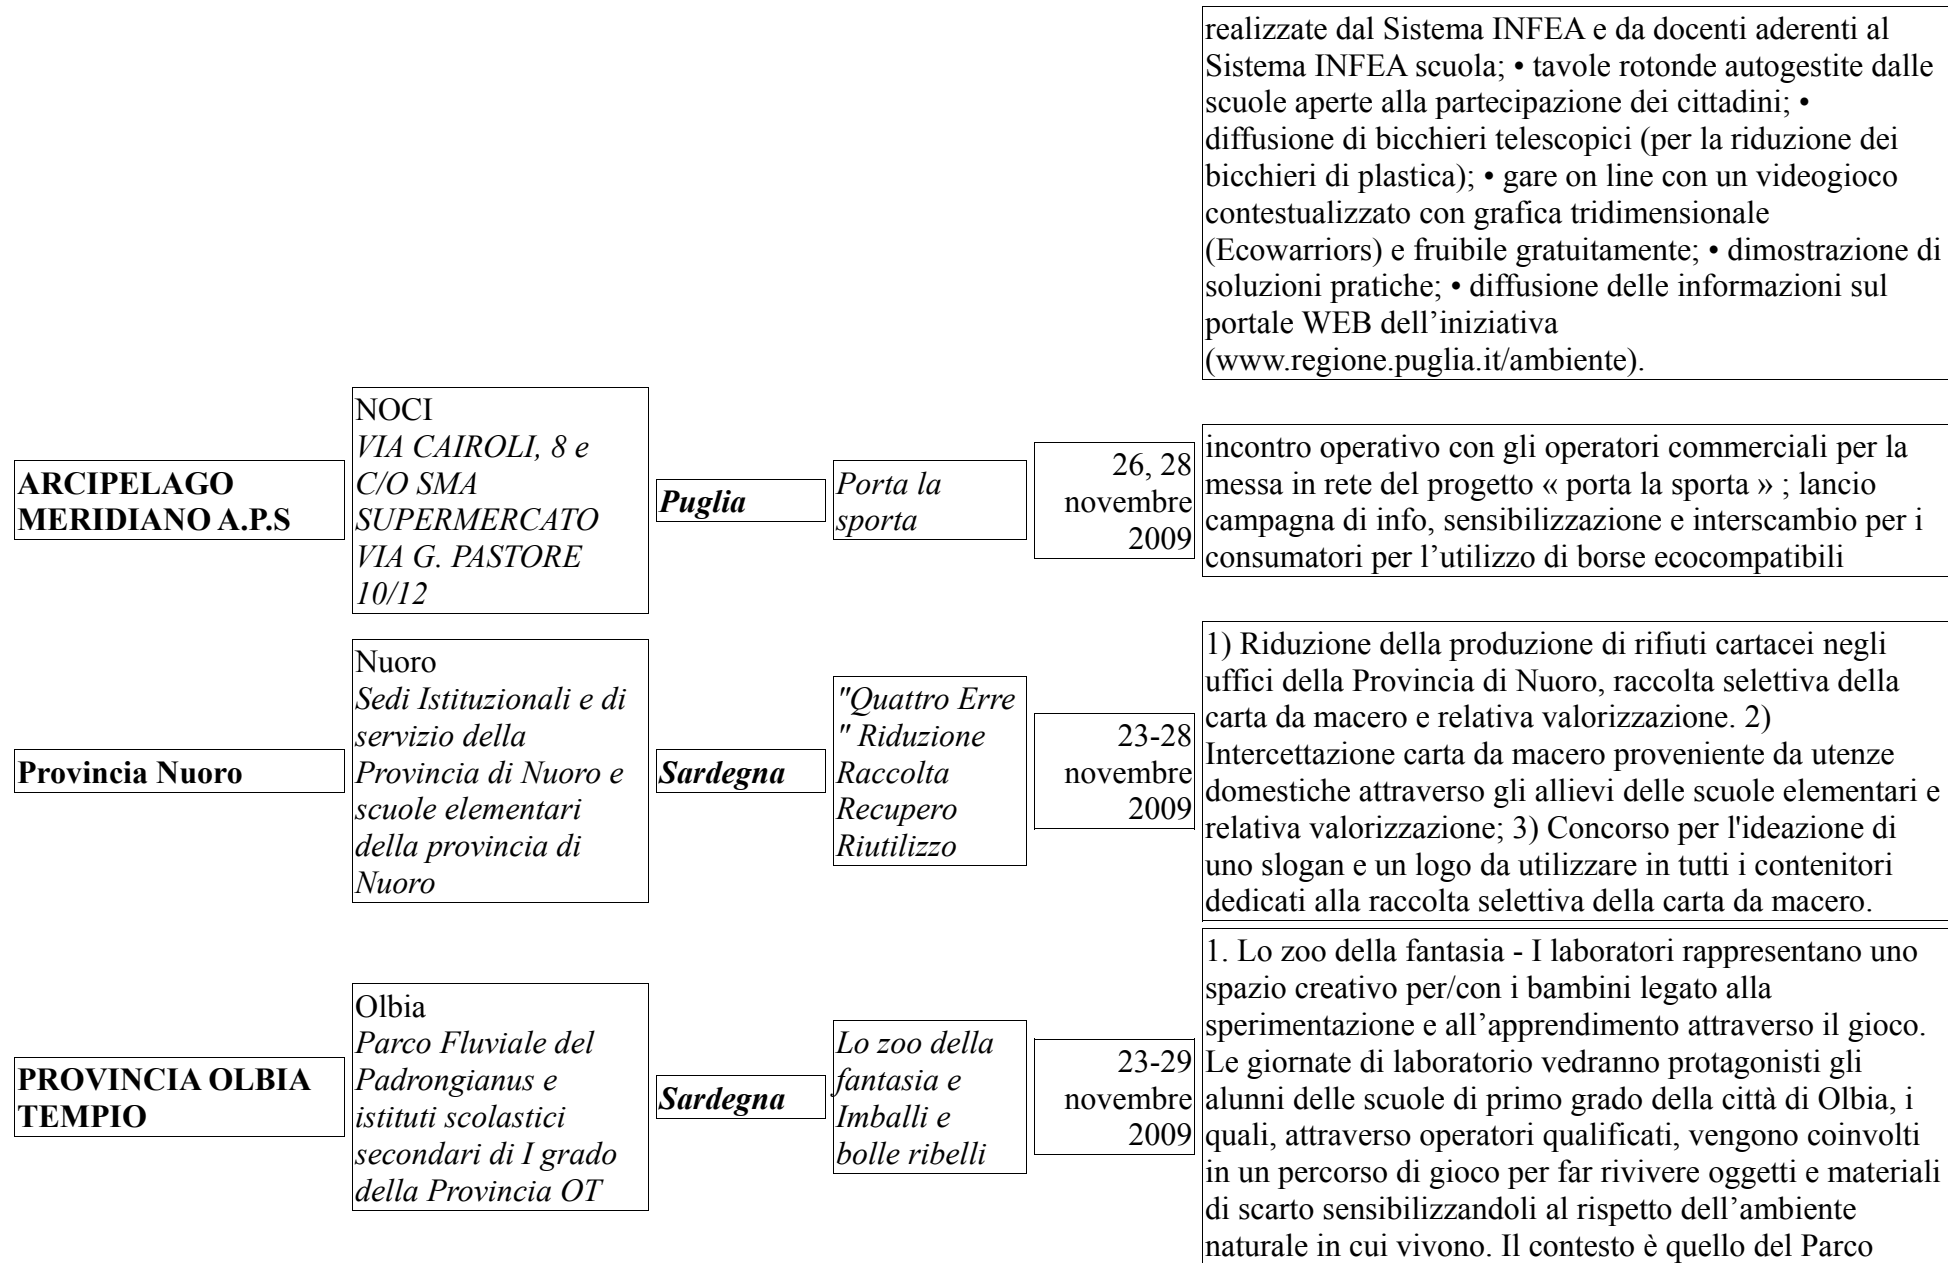 realizzate dal Sistema INFEA e da docenti aderenti al
Sistema INFEA scuola; • tavole rotonde autogestite dalle
scuole aperte alla partecipazione dei cittadini; •
diffusione di bicchieri telescopici (per la riduzione dei
bicchieri di plastica); • gare on line con un videogioco
contestualizzato con grafica tridimensionale
(Ecowarriors) e fruibile gratuitamente; • dimostrazione di
soluzioni pratiche; • diffusione delle informazioni sul
portale WEB dell’iniziativa
(www.regione.puglia.it/ambiente).
ARCIPELAGO
MERIDIANO A.P.S
NOCI
VIA CAIROLI, 8 e
C/O SMA
SUPERMERCATO
VIA G. PASTORE
10/12
Puglia
Porta la
sporta
26, 28
novembre
2009
incontro operativo con gli operatori commerciali per la
messa in rete del progetto « porta la sporta » ; lancio
campagna di info, sensibilizzazione e interscambio per i
consumatori per l’utilizzo di borse ecocompatibili
Provincia Nuoro
Nuoro
Sedi Istituzionali e di
servizio della
Provincia di Nuoro e
scuole elementari
della provincia di
Nuoro
Sardegna
"Quattro Erre
" Riduzione
Raccolta
Recupero
Riutilizzo
23-28
novembre
2009
1) Riduzione della produzione di rifiuti cartacei negli
uffici della Provincia di Nuoro, raccolta selettiva della
carta da macero e relativa valorizzazione. 2)
Intercettazione carta da macero proveniente da utenze
domestiche attraverso gli allievi delle scuole elementari e
relativa valorizzazione; 3) Concorso per l'ideazione di
uno slogan e un logo da utilizzare in tutti i contenitori
dedicati alla raccolta selettiva della carta da macero.
PROVINCIA OLBIA
TEMPIO
Olbia
Parco Fluviale del
Padrongianus e
istituti scolastici
secondari di I grado
della Provincia OT
Sardegna
Lo zoo della
fantasia e
Imballi e
bolle ribelli
23-29
novembre
2009
1. Lo zoo della fantasia - I laboratori rappresentano uno
spazio creativo per/con i bambini legato alla
sperimentazione e all’apprendimento attraverso il gioco.
Le giornate di laboratorio vedranno protagonisti gli
alunni delle scuole di primo grado della città di Olbia, i
quali, attraverso operatori qualificati, vengono coinvolti
in un percorso di gioco per far rivivere oggetti e materiali
di scarto sensibilizzandoli al rispetto dell’ambiente
naturale in cui vivono. Il contesto è quello del Parco